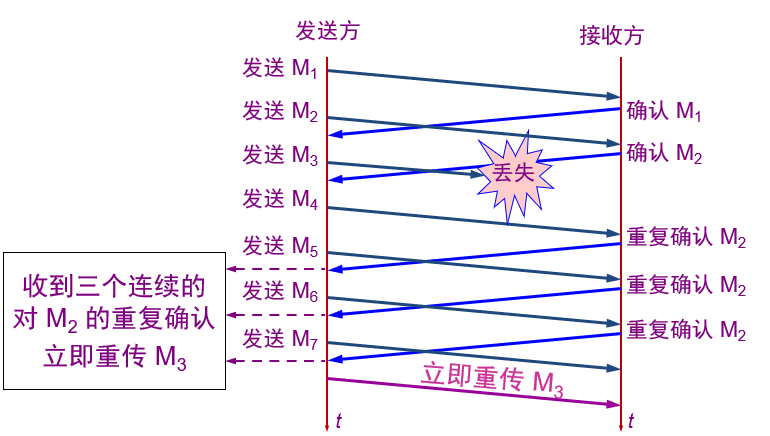 发送方
接收方
发送 M1
发送 M2
确认 M1
发送 M3
丢失
确认 M2
发送 M4
发送 M5
重复确认 M2
发送 M6
重复确认 M2
发送 M7
重复确认 M2
收到三个连续的
对 M2 的重复确认
立即重传 M3
立即重传 M3
t
t